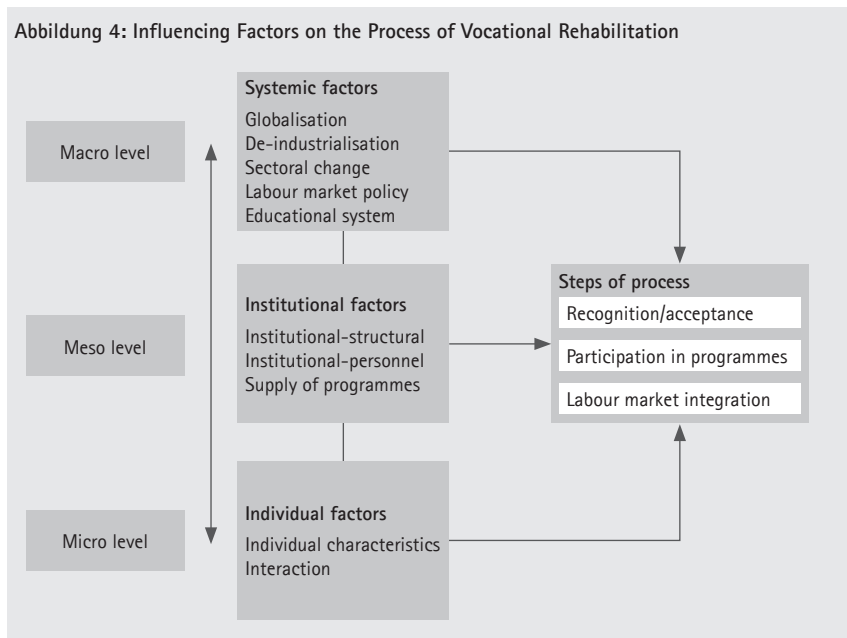 Abbildung 4: Influencing Factors on the Process of Vocational Rehabilitation
Macro level
Systemic factors
Globalisation
De-industrialisation
Sectoral change
Labour market policy
Educational system
Meso level
Institutional factors
Institutional-structural
Institutional-personnel
Supply of programmes
Micro level
Individual factors
Individual characteristics
Interaction
Steps of process
Recognition/acceptance
Participation in programmes
Labour market integration